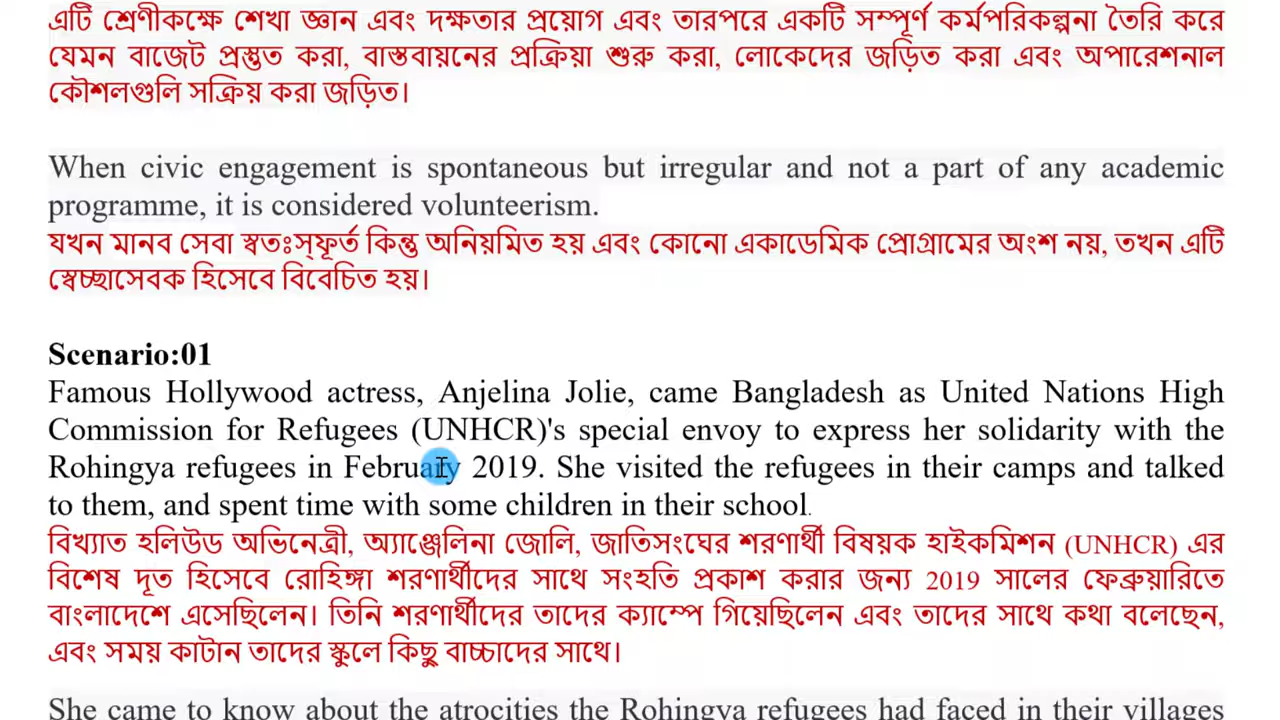 এটি শ্রেণীকক্ষে শেখা জ্ঞান এবং দক্ষতার প্রয়োগ এবং তারপরে একটি সম্পূর্ণ কর্মপরিকল্পনা তৈরি করে
যেমন বাজেট প্রস্তুত করা, বাস্তবায়নের প্রক্রিয়া শুরু করা, লোকেদের জড়িত করা এবং অপারেশনাল
কৌশলগুলি সক্রিয় করা জড়িত।
When civic engagement is spontaneous but irregular and not a part of any academic
programme, it is considered volunteerism.
যখন মানব সেবা স্বতঃস্ফূর্ত কিন্তু অনিয়মিত হয় এবং কোনো একাডেমিক প্রোগ্রামের অংশ নয়, তখন এটি
স্বেচ্ছাসেবক হিসেবে বিবেচিত হয়।
Scenario:01
Famous Hollywood actress, Anjelina Jolie, came Bangladesh as United Nations High
Commission for Refugees (UNHCR)'s special envoy to express her solidarity with the
Rohingya refugees in February 2019. She visited the refugees in their camps and talked
to them, and spent time with some children in their school.
বিখ্যাত হলিউড অভিনেত্রী, অ্যাঞ্জেলিনা জোলি, জাতিসংঘের শরণার্থী বিষয়ক হাইকমিশন (UNHCR) এর
বিশেষ দূত হিসেবে রোহিঙ্গা শরণার্থীদের সাথে সংহতি প্রকাশ করার জন্য 2019 সালের ফেব্রুয়ারিতে
বাংলাদেশে এসেছিলেন। তিনি শরণার্থীদের তাদের ক্যাম্পে গিয়েছিলেন এবং তাদের সাথে কথা বলেছেন,
এবং সময় কাটান তাদের স্কুলে কিছু বাচ্চাদের সাথে।
She came to know about the atrocities the Rohingya refugees had faced in their villages